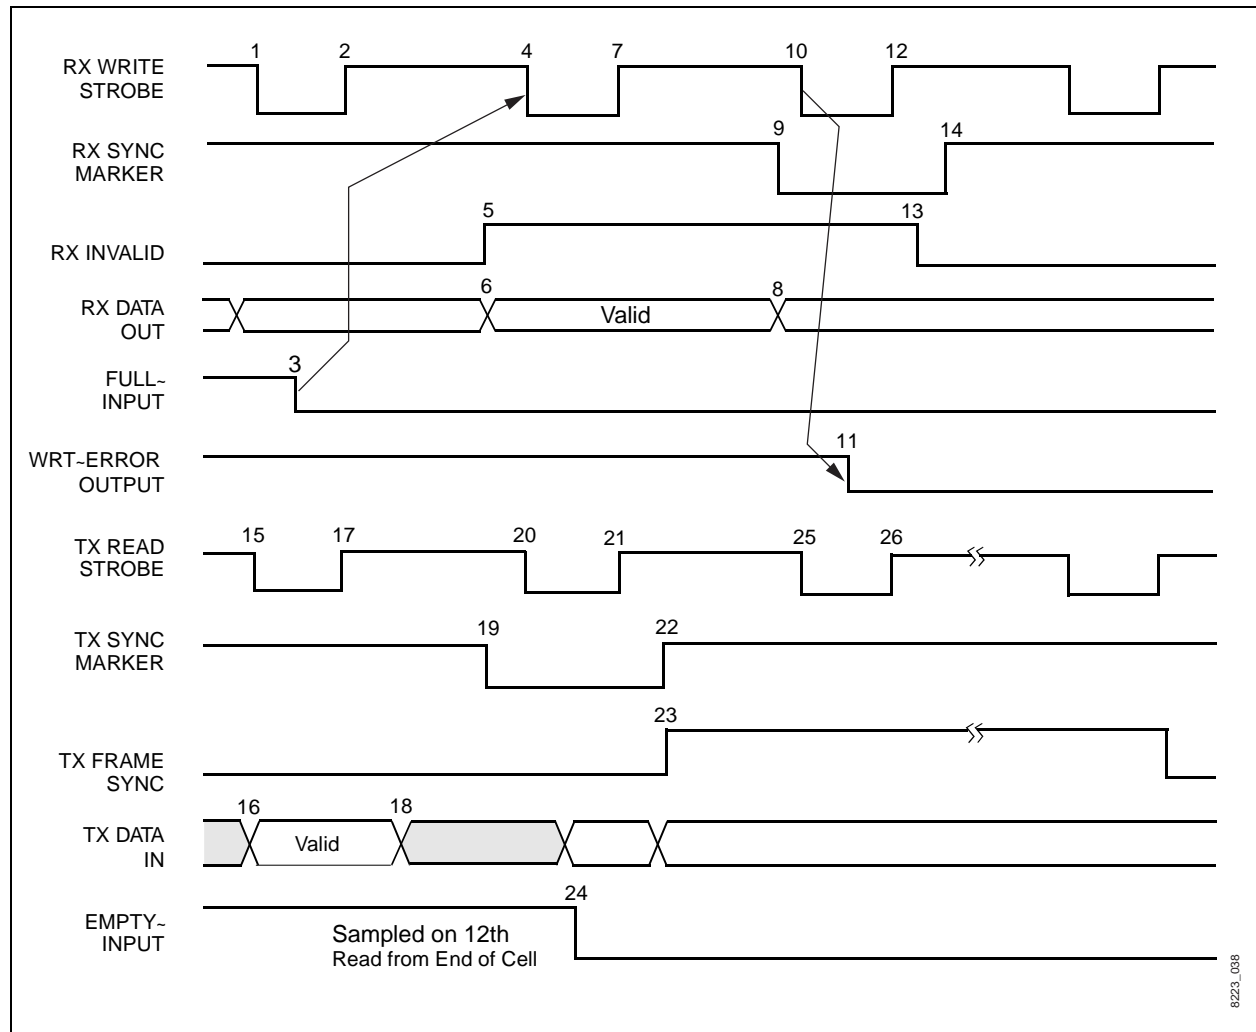 1 2 4 7 10 12
RX WRITE
STROBE
9 14
RX SYNC
MARKER
5 13
RX INVALID
6 8
RX DATA
OUT
Valid
3
FULL~
INPUT
11
WRT~ERROR
OUTPUT
15 17 20 21 25 26
TX READ
STROBE
19 22
TX SYNC
MARKER
23
TX FRAME
SYNC
16 18
TX DATA
IN
Valid
24
EMPTY~
INPUT
Sampled on 12th
Read from End of Cell
8223_038